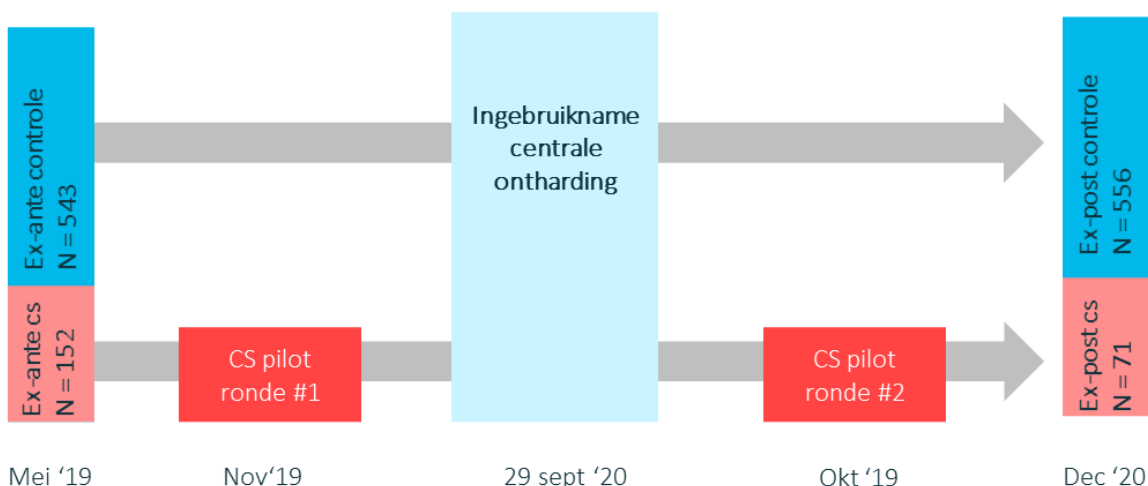 Ex-ante controle
N = 543
Ex-ante cs
N = 152
CS pilot
ronde #1
Ingebruikname
centrale
ontharding
CS pilot
ronde #2
Ex-post controle
N = 556
Ex-post cs
N = 71
Mei ‘19
Nov‘19
29 sept ‘20
Okt ‘19
Dec ‘20